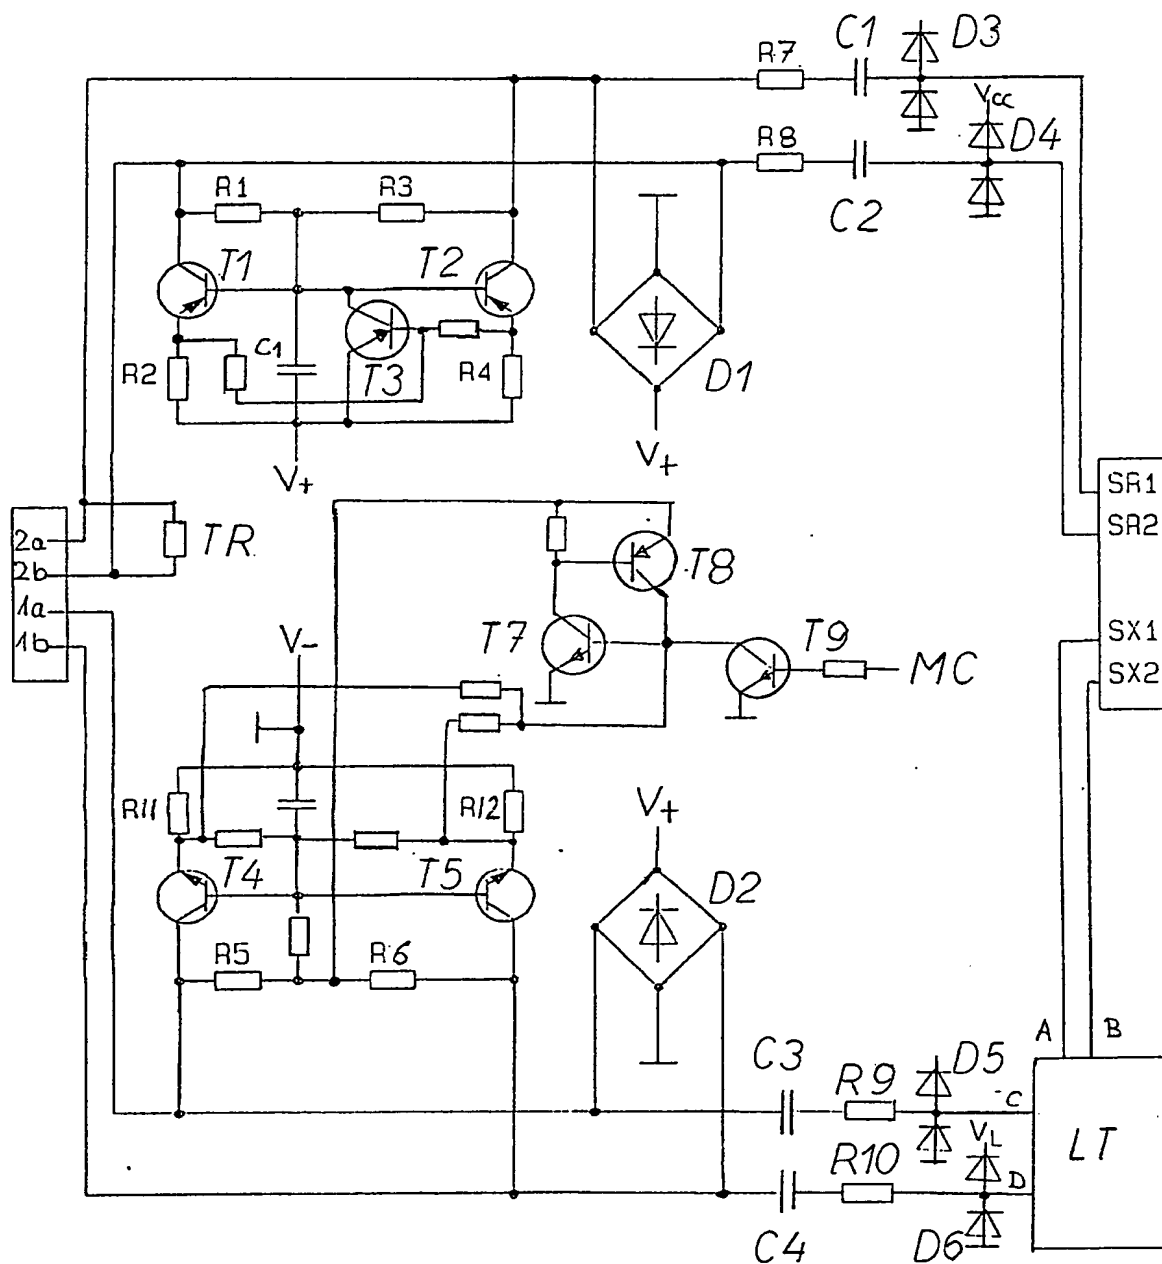 C1 D3
R7
Vcc
R8 D4
C2
R1 R3
T1 T2
C1
R2 T3 R4 D1
V+ V+
SR1
SR2
2a TR
2b
T8
1a
1b
V- T7 T9 SX1
MC SX2
R11 R12 V+
T4 T5 D2
R5 R6
A B
C3 R9 D5
C
VL LT
R10 D
C4 D6